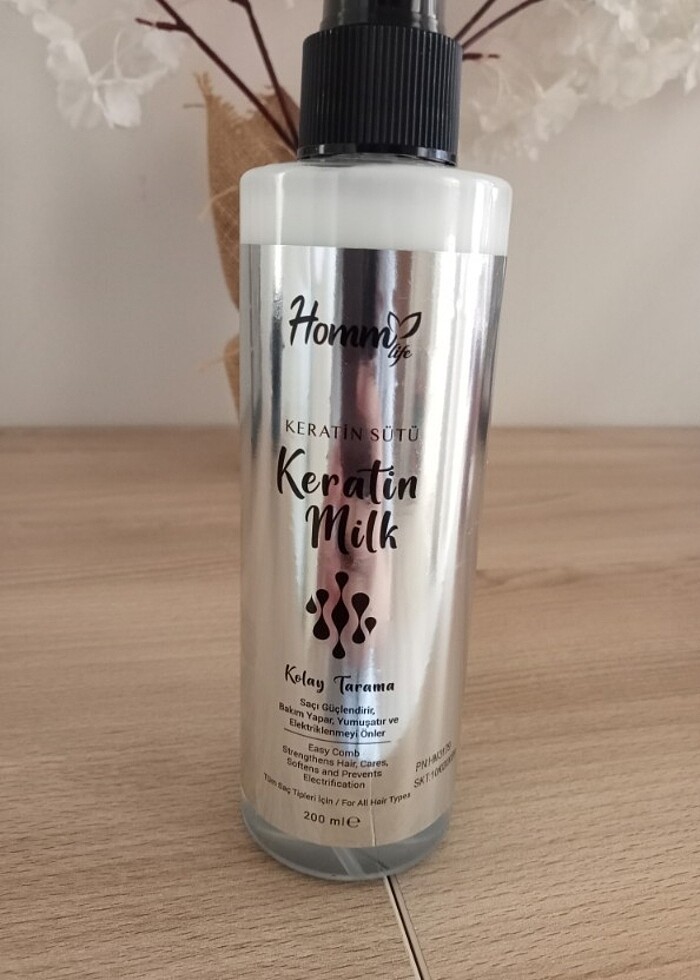 Homm
life
KERATİN SÜTÜ
Keratin
Milk
Kolay Tarama
Saçı Güçlendirir,
Bakım Yapar, Yumuşatır ve
Elektriklenmeyi Önler
Easy Comb
Strengthens Hair, Cares,
Softens and Prevents
Electrification
Tüm Saç Tipleri İçin / For All Hair Types
200 ml ℮